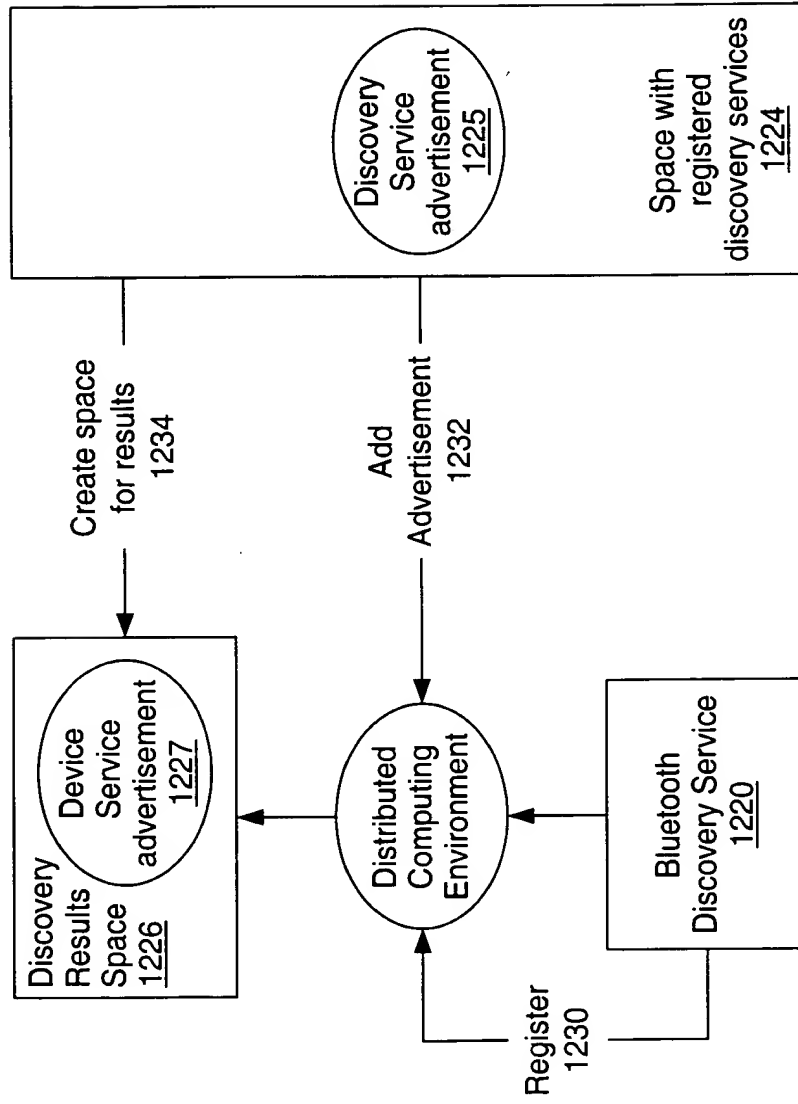 Discovery
Results
Space
1226
Device
Service
advertisement
1227
Create space
for results
1234
Discovery
Service
advertisement
1225
Distributed
Computing
Environment
Add
Advertisement
1232
Space with
registered
discovery services
1224
Register
1230
Bluetooth
Discovery Service
1220